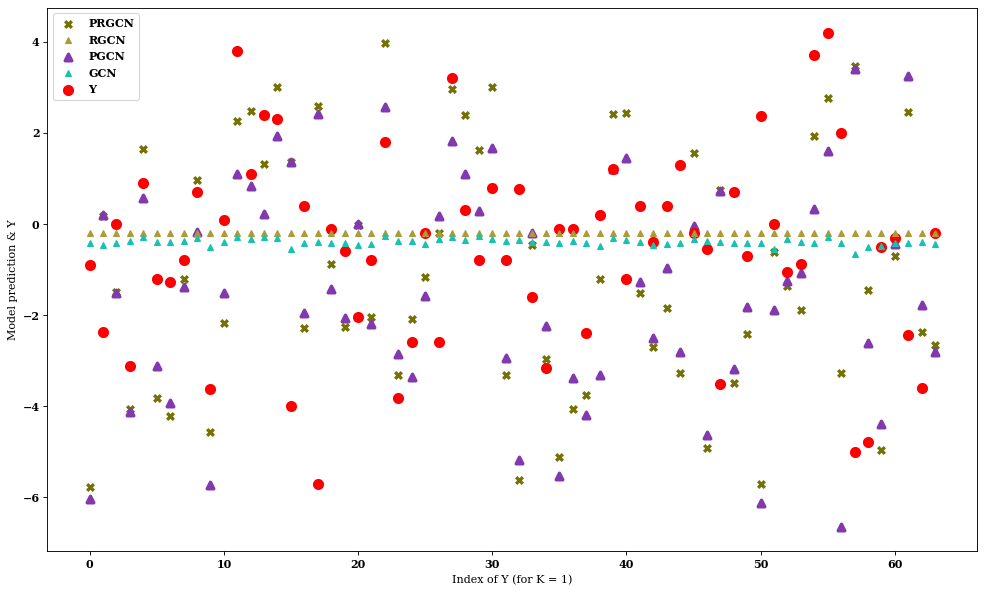 PRGCN
RGCN
PGCN
GCN
Y
4
2
0
−2
−4
−6
Model prediction & Y
0 10 20 30 40 50 60
Index of Y (for K = 1)